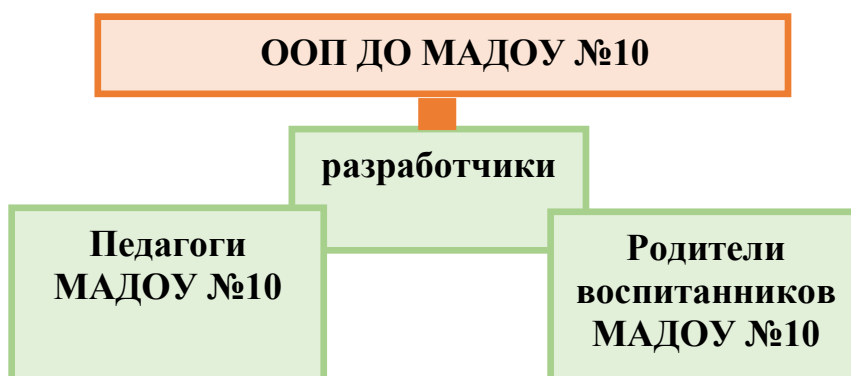 ООП ДО МАДОУ №10
разработчики
Педагоги
МАДОУ №10
Родители
воспитанников
МАДОУ №10